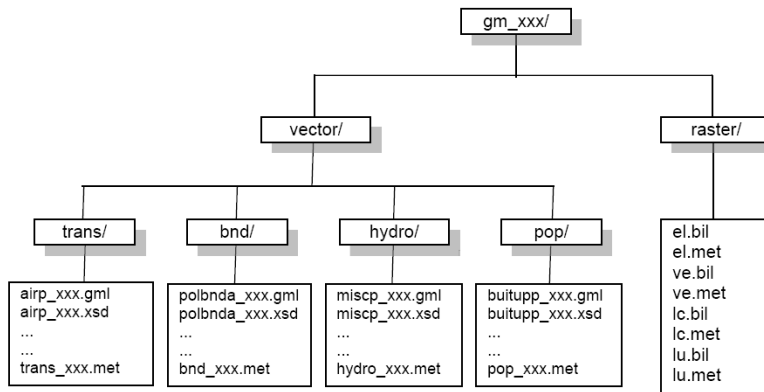 gm_xxx/
vector/
raster/
trans/
bnd/
hydro/
pop/
airp_xxx.gml
airp_xxx.xsd
...
...
trans_xxx.met
polbnda_xxx.gml
polbnda_xxx.xsd
...
...
bnd_xxx.met
miscp_xxx.gml
miscp_xxx.xsd
...
...
hydro_xxx.met
buitupp_xxx.gml
buitupp_xxx.xsd
...
...
pop_xxx.met
el.bil
el.met
ve.bil
ve.met
lc.bil
lc.met
lu.bil
lu.met